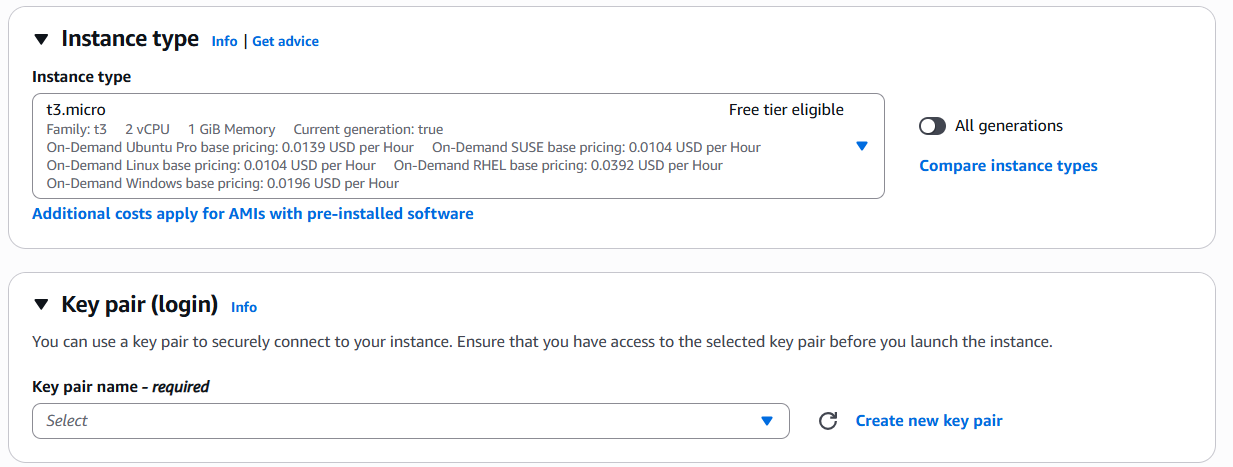 Instance type Info | Get advice
Instance type
t3.micro Free tier eligible
Family: t3 2 vCPU 1 GiB Memory Current generation: true
On-Demand Ubuntu Pro base pricing: 0.0139 USD per Hour On-Demand SUSE base pricing: 0.0104 USD per Hour
On-Demand Linux base pricing: 0.0104 USD per Hour On-Demand RHEL base pricing: 0.0392 USD per Hour
On-Demand Windows base pricing: 0.0196 USD per Hour
All generations
Compare instance types
Additional costs apply for AMIs with pre-installed software
Key pair (login) Info
You can use a key pair to securely connect to your instance. Ensure that you have access to the selected key pair before you launch the instance.
Key pair name - required
Select
Create new key pair